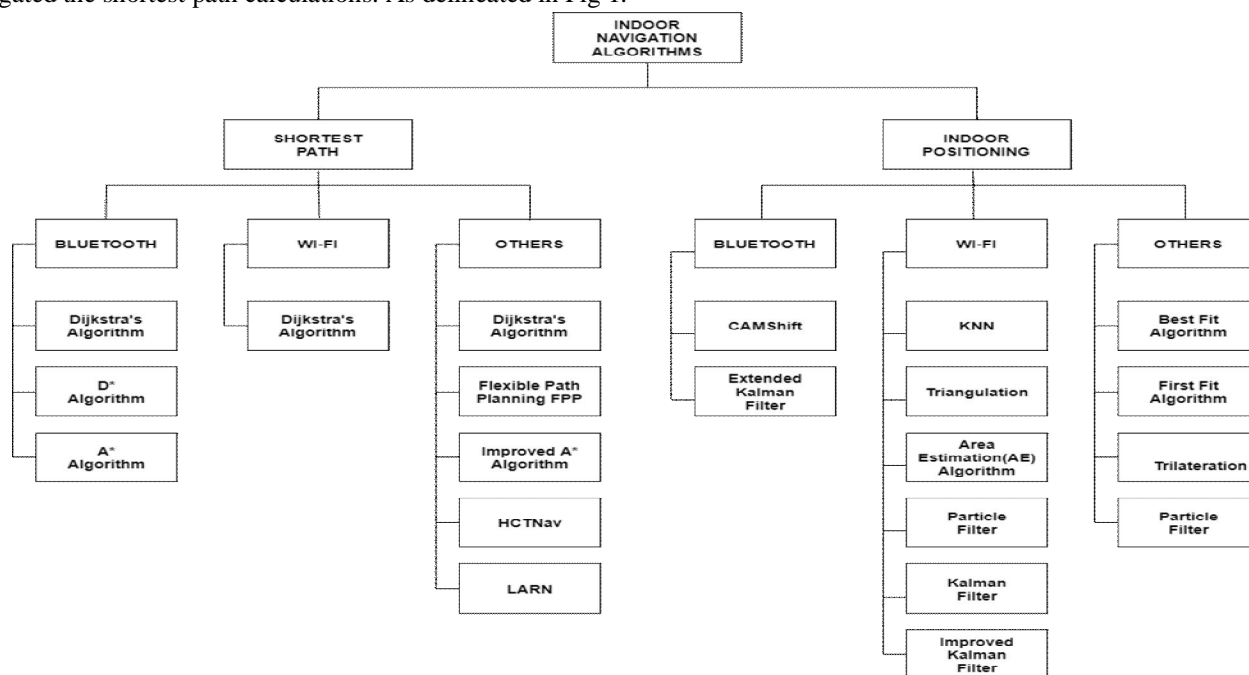 gated the shortest path calculations. As delineated in Fig 1.
INDOOR
NAVIGATION
ALGORITHMS
SHORTEST
PATH
INDOOR
POSITIONING
BLUETOOTH
WI-FI
OTHERS
BLUETOOTH
WI-FI
OTHERS
Dijkstra's
Algorithm
Dijkstra's
Algorithm
Dijkstra's
Algorithm
CAMShift
KNN
Best Fit
Algorithm
D*
Algorithm
Flexible Path
Planning FPP
Extended
Kalman
Filter
Triangulation
First Fit
Algorithm
A*
Algorithm
Improved A*
Algorithm
Area
Estimation(AE)
Algorithm
Trilateration
HCTNav
Particle
Filter
Particle
Filter
LARN
Kalman
Filter
Improved
Kalman
Filter